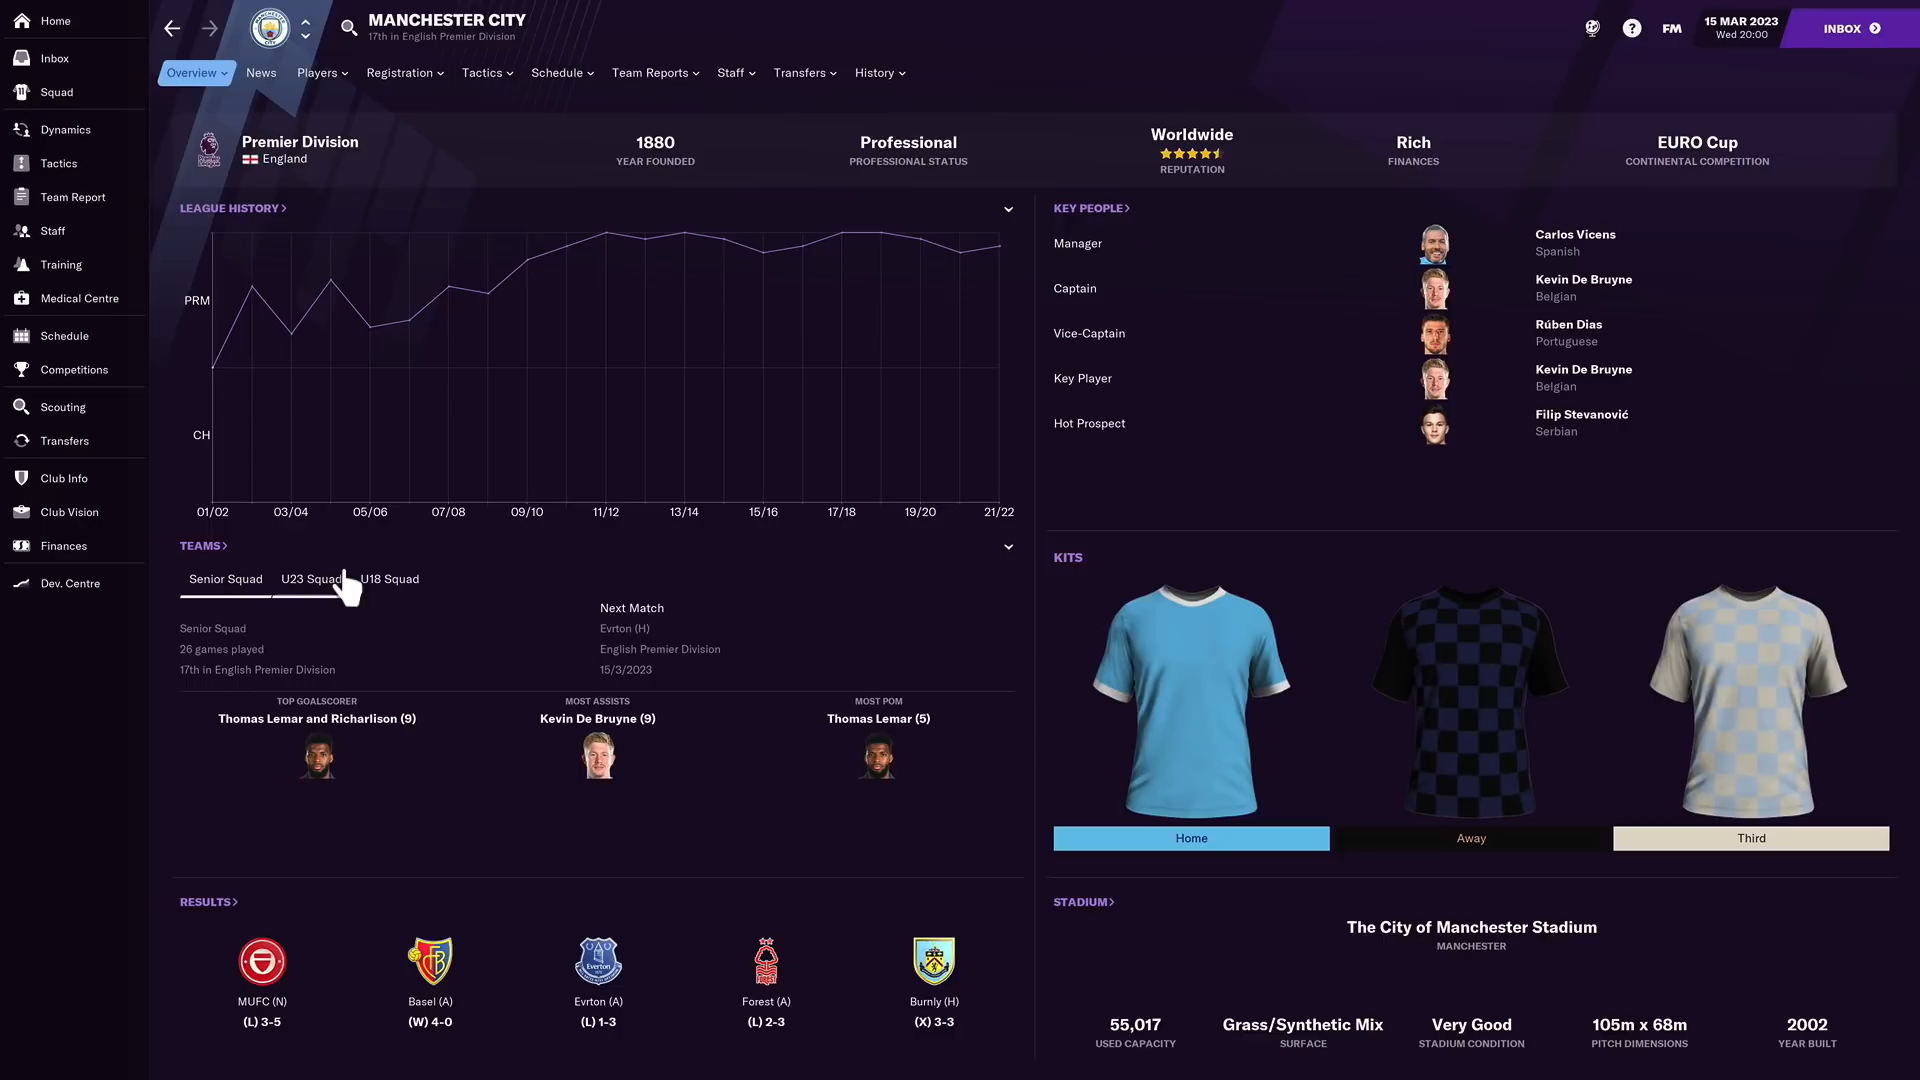 Home
Inbox
Squad
Dynamics
Tactics
Team Report
Staff
Training
Medical Centre
Schedule
Competitions
Scouting
Transfers
Club Info
Club Vision
Finances
Dev. Centre
MANCHESTER CITY
17th in English Premier Division
FM
15 MAR 2023
Wed 20:00
INBOX
Overview
News
Players
Registration
Tactics
Schedule
Team Reports
Staff
Transfers
History
Premier Division
England
1880
YEAR FOUNDED
Professional
PROFESSIONAL STATUS
Worldwide
REPUTATION
Rich
FINANCES
EURO Cup
CONTINENTAL COMPETITION
LEAGUE HISTORY>
PRM
CH
01/02 03/04 05/06 07/08 09/10 11/12 13/14 15/16 17/18 19/20 21/22
TEAMS>
Senior Squad U23 Squad U18 Squad
Senior Squad
26 games played
17th in English Premier Division
Next Match
Evrton (H)
English Premier Division
15/3/2023
TOP GOALSCORER
Thomas Lemar and Richarlison (9)
MOST ASSISTS
Kevin De Bruyne (9)
MOST POM
Thomas Lemar (5)
RESULTS>
Everton
FOREST
MUFC (N)
(L) 3-5
Basel (A)
(W) 4-0
Evrton (A)
(L) 1-3
Forest (A)
(L) 2-3
Burnly (H)
(X) 3-3
KEY PEOPLE>
Manager
Carlos Vicens
Spanish
Captain
Kevin De Bruyne
Belgian
Vice-Captain
Rúben Dias
Portuguese
Key Player
Kevin De Bruyne
Belgian
Hot Prospect
Filip Stevanović
Serbian
KITS
Home
Away
Third
STADIUM>
The City of Manchester Stadium
MANCHESTER
55,017
USED CAPACITY
Grass/Synthetic Mix
SURFACE
Very Good
STADIUM CONDITION
105m x 68m
PITCH DIMENSIONS
2002
YEAR BUILT